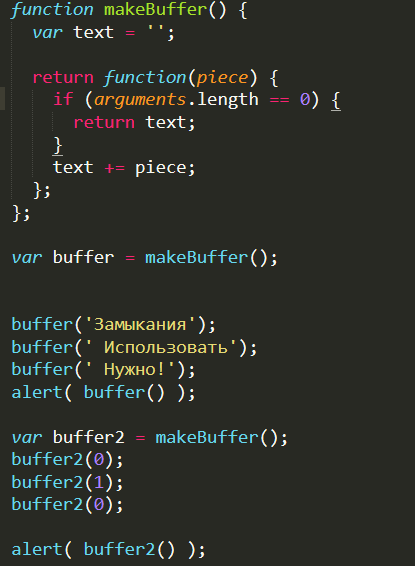 function makeBuffer() {
  var text = '';

  return function(piece) {
    if (arguments.length == 0) {
      return text;
    }
    text += piece;
  };
};

var buffer = makeBuffer();


buffer('Замыкания');
buffer(' Использовать');
buffer(' Нужно!');
alert( buffer() );

var buffer2 = makeBuffer();
buffer2(0);
buffer2(1);
buffer2(0);

alert( buffer2() );